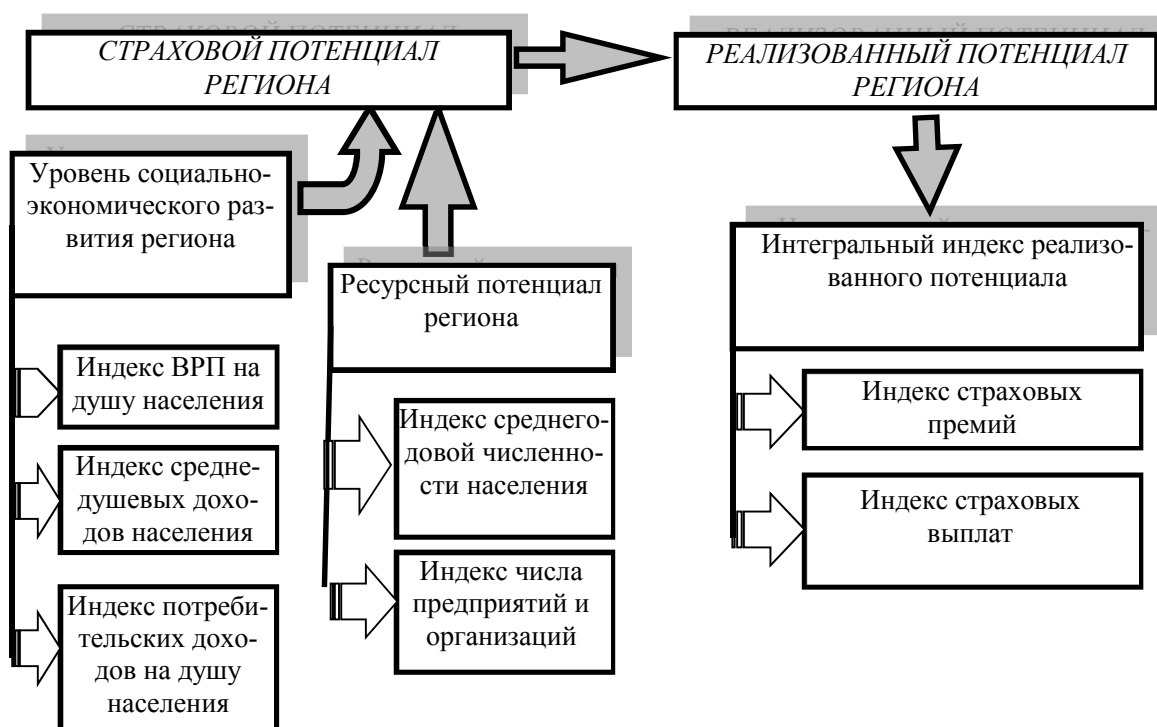 СТРАХОВОЙ ПОТЕНЦИАЛ
РЕГИОНА
РЕАЛИЗОВАННЫЙ ПОТЕНЦИАЛ
РЕГИОНА
Уровень социально-
экономического раз-
вития региона
Ресурсный потенциал
региона
Интегральный индекс реализо-
ванного потенциала
Индекс ВРП на
душу населения
Индекс средне-
душевых дохо-
дов населения
Индекс потреби-
тельских дохо-
дов на душу
населения
Индекс среднего-
довой численно-
сти населения
Индекс числа
предприятий и
организаций
Индекс страховых
премий
Индекс страховых
выплат